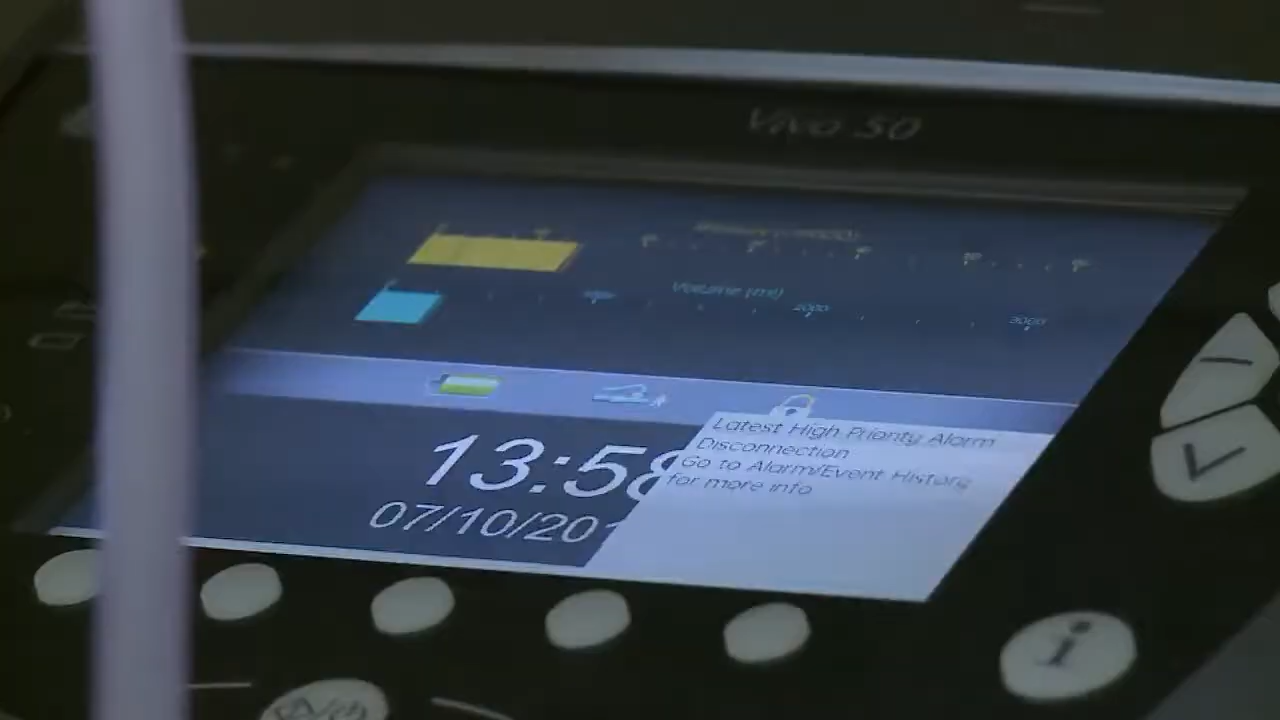 Vivo 50
Volume (ml)
2000
3000
13:58
07/10/201
Latest High Priority Alarm
Disconnection
Go to Alarm/Event History
for more info
i